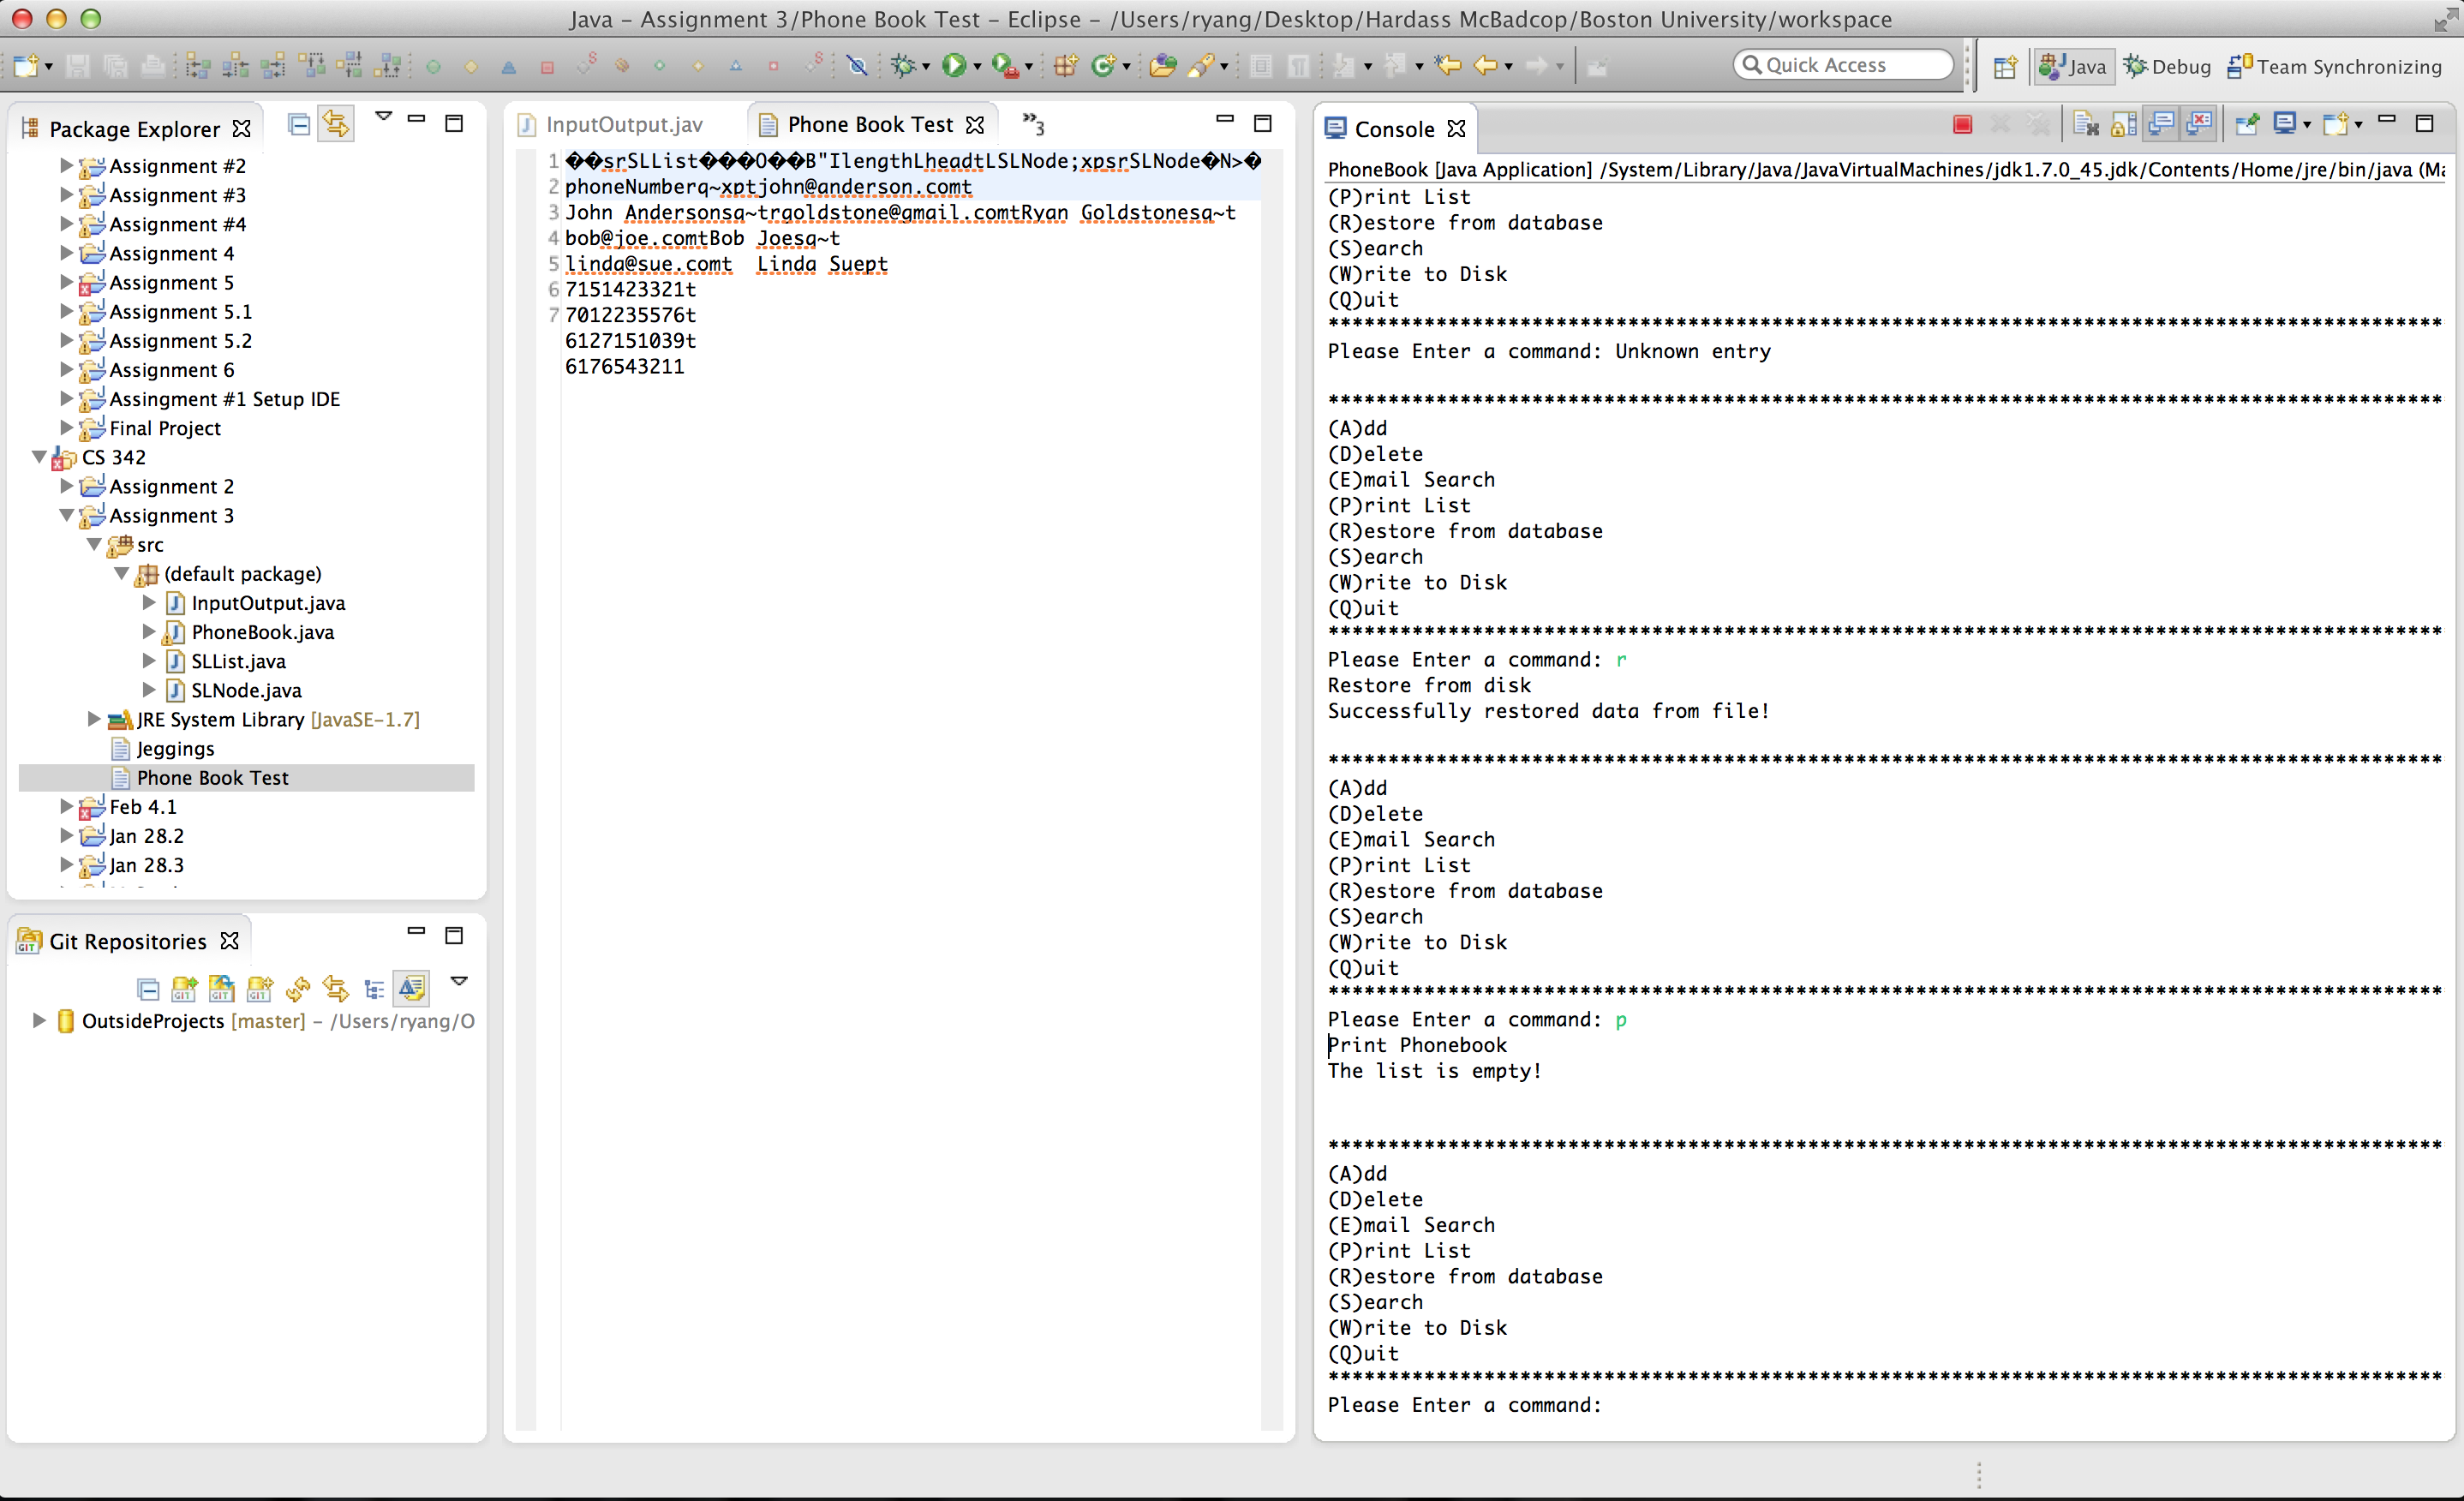 Java – Assignment 3/Phone Book Test – Eclipse – /Users/ryang/Desktop/Hardass McBadcop/Boston University/workspace
Quick Access
Java
Debug
Team Synchronizing
Package Explorer
Assignment #2
Assignment #3
Assignment #4
Assignment 4
Assignment 5
Assignment 5.1
Assignment 5.2
Assignment 6
Assingment #1 Setup IDE
Final Project
CS 342
Assignment 2
Assignment 3
src
(default package)
InputOutput.java
PhoneBook.java
SLList.java
SLNode.java
JRE System Library [JavaSE-1.7]
Jeggings
Phone Book Test
Feb 4.1
Jan 28.2
Jan 28.3
Git Repositories
OutsideProjects [master] – /Users/ryang/O
InputOutput.jav
Phone Book Test
»3
1 ��srSLList���O��B"IlengthLheadtLSLNode;xpsrSLNode�N>�
2 phoneNumberq~xptjohn@anderson.comt
3 John Andersonsq~trgoldstone@gmail.comtRyan Goldstonesq~t
4 bob@joe.comtBob Joesq~t
5 linda@sue.comt Linda Suept
6 7151423321t
7 7012235576t
6127151039t
6176543211
Console
PhoneBook [Java Application] /System/Library/Java/JavaVirtualMachines/jdk1.7.0_45.jdk/Contents/Home/jre/bin/java (Ma
(P)rint List
(R)estore from database
(S)earch
(W)rite to Disk
(Q)uit
*********************************************************************************************
Please Enter a command: Unknown entry
*********************************************************************************************
(A)dd
(D)elete
(E)mail Search
(P)rint List
(R)estore from database
(S)earch
(W)rite to Disk
(Q)uit
*********************************************************************************************
Please Enter a command: r
Restore from disk
Successfully restored data from file!
*********************************************************************************************
(A)dd
(D)elete
(E)mail Search
(P)rint List
(R)estore from database
(S)earch
(W)rite to Disk
(Q)uit
*********************************************************************************************
Please Enter a command: p
Print Phonebook
The list is empty!
*********************************************************************************************
(A)dd
(D)elete
(E)mail Search
(P)rint List
(R)estore from database
(S)earch
(W)rite to Disk
(Q)uit
*********************************************************************************************
Please Enter a command: